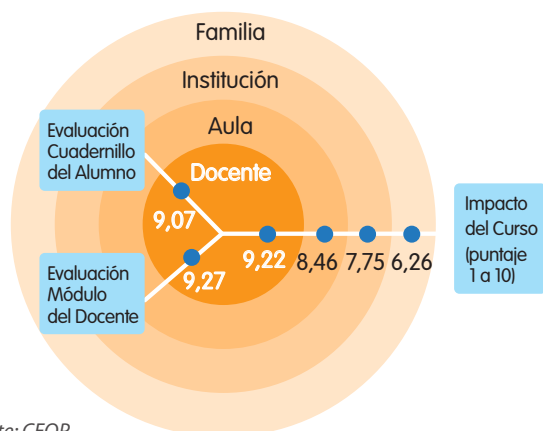 Familia
Institución
Aula
Docente
Evaluación
Cuadernillo
del Alumno
9,07
Evaluación
Módulo
del Docente
9,27
9,22
8,46
7,75
6,26
Impacto
del Curso
(puntaje
1 a 10)
CEOP